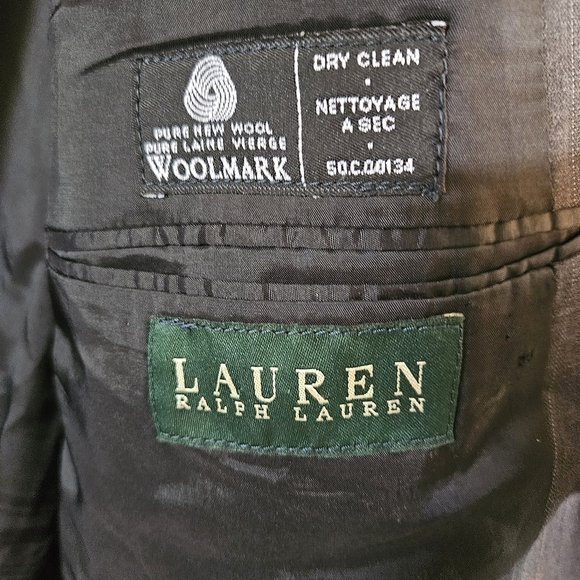 PURE NEW WOOL
PURE LAINE VIERGE
WOOLMARK
DRY CLEAN
•
NETTOYAGE
A SEC
•
50.C.00134
LAUREN
RALPH LAUREN